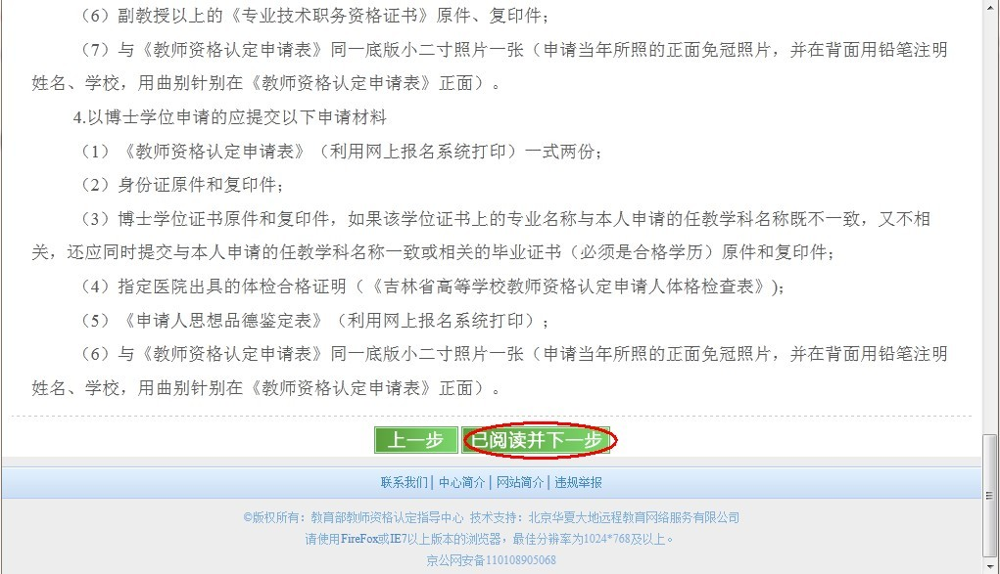 （6）副教授以上的《专业技术职务资格证书》原件、复印件；
（7）与《教师资格认定申请表》同一底版小二寸照片一张（申请当年所照的正面免冠照片，并在背面用铅笔注明
姓名、学校，用曲别针别在《教师资格认定申请表》正面）。
4.以博士学位申请的应提交以下申请材料
（1）《教师资格认定申请表》（利用网上报名系统打印）一式两份；
（2）身份证原件和复印件；
（3）博士学位证书原件和复印件，如果该学位证书上的专业名称与本人申请的任教学科名称既不一致，又不相
关，还应同时提交与本人申请的任教学科名称一致或相关的毕业证书（必须是合格学历）原件和复印件；
（4）指定医院出具的体检合格证明（《吉林省高等学校教师资格认定申请人体格检查表》);
（5）《申请人思想品德鉴定表》（利用网上报名系统打印）；
（6）与《教师资格认定申请表》同一底版小二寸照片一张（申请当年所照的正面免冠照片，并在背面用铅笔注明
姓名、学校，用曲别针别在《教师资格认定申请表》正面）。
上一步 已阅读并下一步
联系我们 | 中心简介 | 网站简介 | 违规举报
©版权所有：教育部教师资格认定指导中心 技术支持：北京华夏大地远程教育网络服务有限公司
请使用FireFox或IE7以上版本的浏览器，最佳分辨率为1024*768及以上。
京公网安备110108905068